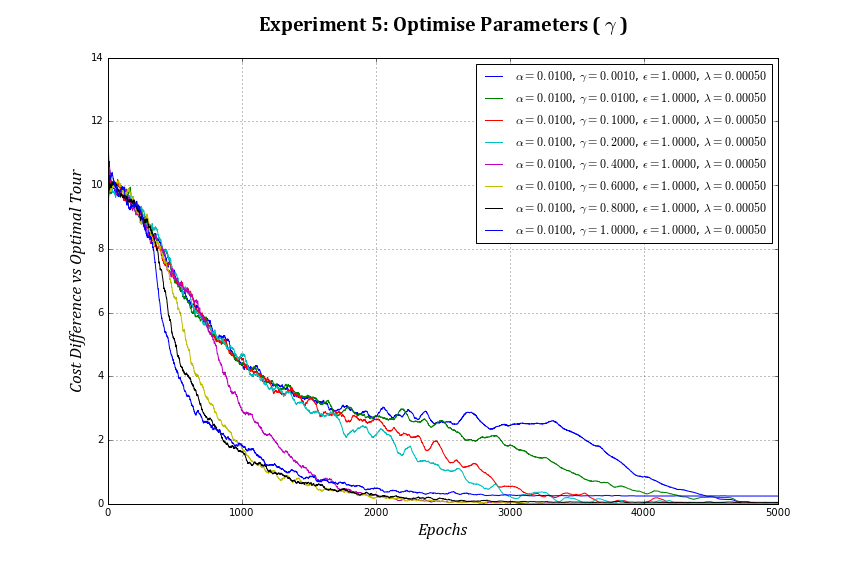 Experiment 5: Optimise Parameters ( γ )
14
12
10
8
6
4
2
0
Cost Difference vs Optimal Tour
α = 0.0100, γ = 0.0010, ϵ = 1.0000, λ = 0.00050
α = 0.0100, γ = 0.0100, ϵ = 1.0000, λ = 0.00050
α = 0.0100, γ = 0.1000, ϵ = 1.0000, λ = 0.00050
α = 0.0100, γ = 0.2000, ϵ = 1.0000, λ = 0.00050
α = 0.0100, γ = 0.4000, ϵ = 1.0000, λ = 0.00050
α = 0.0100, γ = 0.6000, ϵ = 1.0000, λ = 0.00050
α = 0.0100, γ = 0.8000, ϵ = 1.0000, λ = 0.00050
α = 0.0100, γ = 1.0000, ϵ = 1.0000, λ = 0.00050
0 1000 2000 3000 4000 5000
Epochs